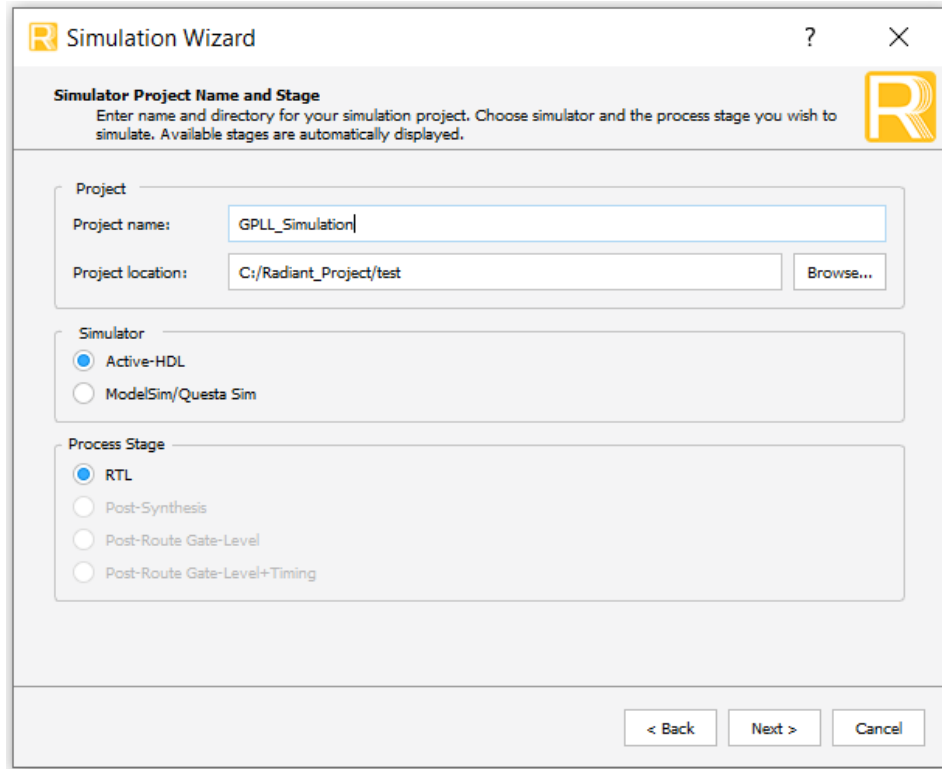 Simulation Wizard
?
Simulator Project Name and Stage
Enter name and directory for your simulation project. Choose simulator and the process stage you wish to
simulate. Available stages are automatically displayed.
Project
Project name:
GPLL_Simulation
Project location:
C:/Radiant_Project/test
Browse...
Simulator
Active-HDL
ModelSim/Questa Sim
Process Stage
RTL
Post-Synthesis
Post-Route Gate-Level
Post-Route Gate-Level+Timing
< Back
Next >
Cancel